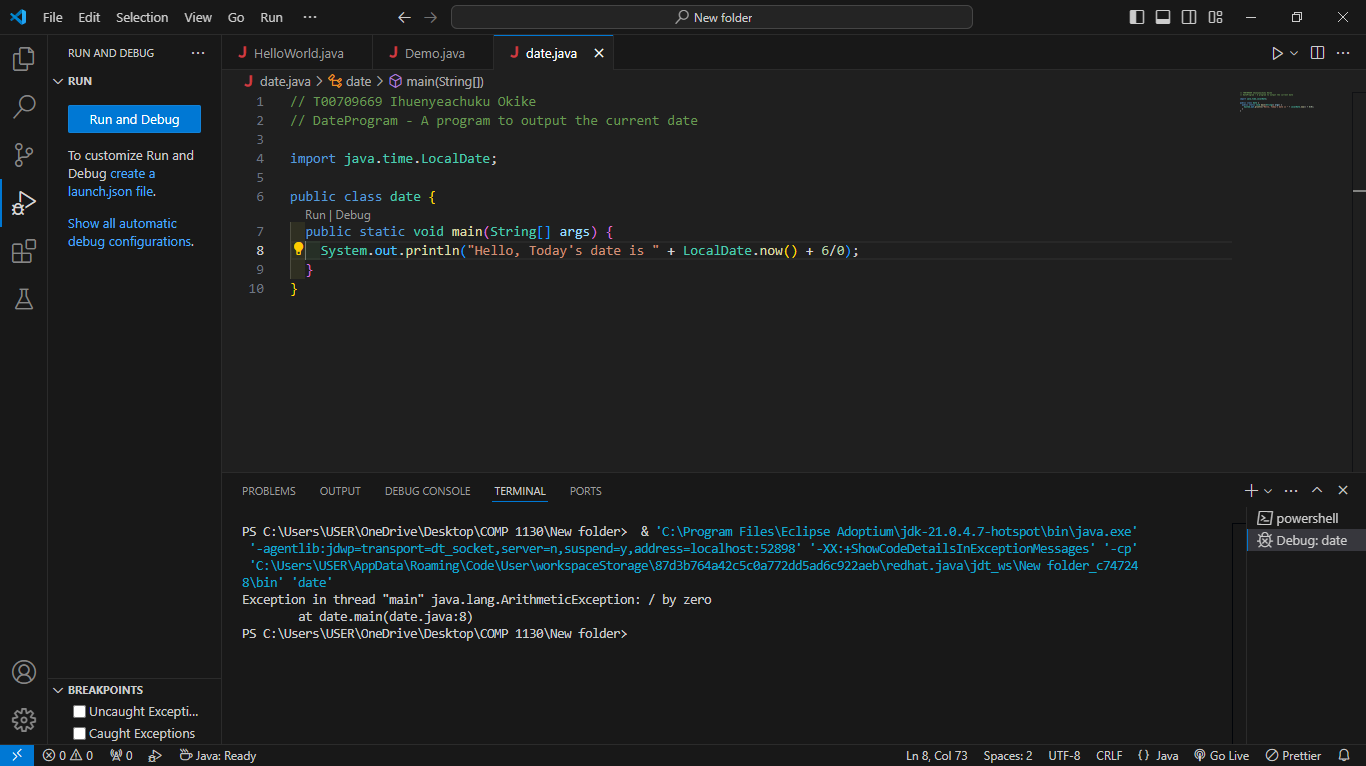 File Edit Selection View Go Run ··· New folder
RUN AND DEBUG ···
RUN
Run and Debug
To customize Run and
Debug create a
launch.json file.
Show all automatic
debug configurations.
BREAKPOINTS
Uncaught Excepti...
Caught Exceptions
J HelloWorld.java J Demo.java J date.java
J date.java > date > main(String[])
1 // T00709669 Ihuenyeachuku Okike
2 // DateProgram - A program to output the current date
3
4 import java.time.LocalDate;
5
6 public class date {
Run | Debug
7 public static void main(String[] args) {
8 System.out.println("Hello, Today's date is " + LocalDate.now() + 6/0);
9 }
10 }
PROBLEMS OUTPUT DEBUG CONSOLE TERMINAL PORTS
PS C:\Users\USER\OneDrive\Desktop\COMP 1130\New folder> & 'C:\Program Files\Eclipse Adoptium\jdk-21.0.4.7-hotspot\bin\java.exe'
'-agentlib:jdwp=transport=dt_socket,server=n,suspend=y,address=localhost:52898' '-XX:+ShowCodeDetailsInExceptionMessages' '-cp'
'C:\Users\USER\AppData\Roaming\Code\User\workspaceStorage\87d3b764a42c5c0a772dd5ad6c922aeb\redhat.java\jdt_ws\New folder_c74724
8\bin' 'date'
Exception in thread "main" java.lang.ArithmeticException: / by zero
at date.main(date.java:8)
PS C:\Users\USER\OneDrive\Desktop\COMP 1130\New folder>
powershell
Debug: date
0 0 0 Java: Ready Ln 8, Col 73 Spaces: 2 UTF-8 CRLF {} Java Go Live Prettier